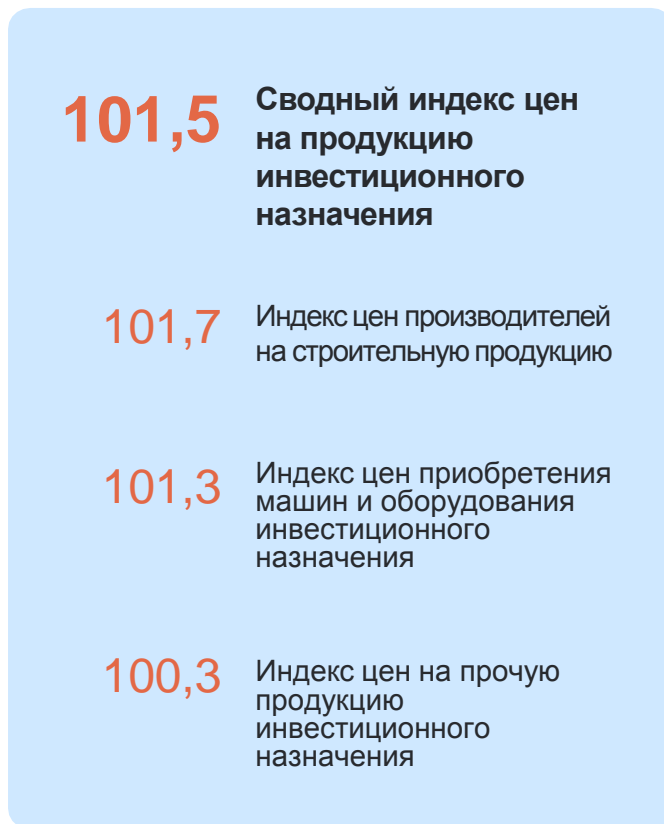 101,5
Сводный индекс цен
на продукцию
инвестиционного
назначения
101,7
Индекс цен производителей
на строительную продукцию
101,3
Индекс цен приобретения
машин и оборудования
инвестиционного
назначения
100,3
Индекс цен на прочую
продукцию
инвестиционного
назначения